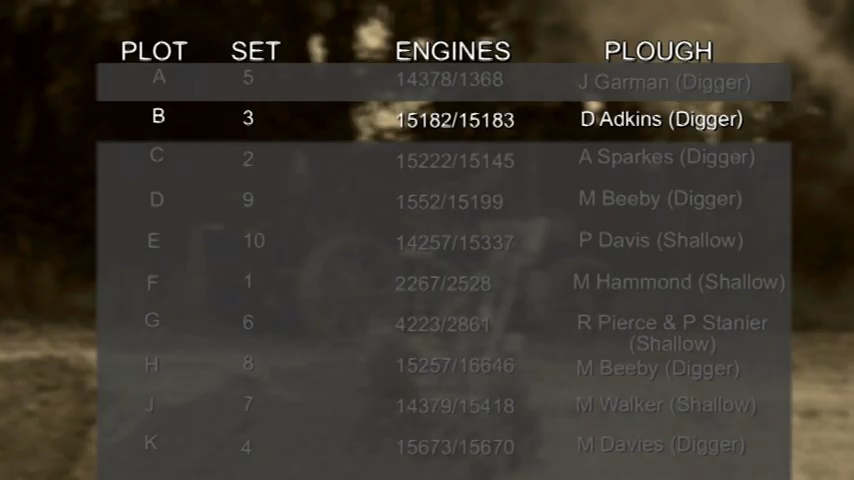 PLOT SET ENGINES PLOUGH
A 5 14378/1368 J Garman (Digger)
B 3 15182/15183 D Adkins (Digger)
C 2 15222/15145 A Sparkes (Digger)
D 9 1552/15199 M Beeby (Digger)
E 10 14257/15337 P Davis (Shallow)
F 1 2267/2528 M Hammond (Shallow)
G 6 4223/2861 R Pierce & P Stanier
(Shallow)
H 8 15257/16646 M Beeby (Digger)
J 7 14379/15418 M Walker (Shallow)
K 4 15673/15670 M Davies (Digger)